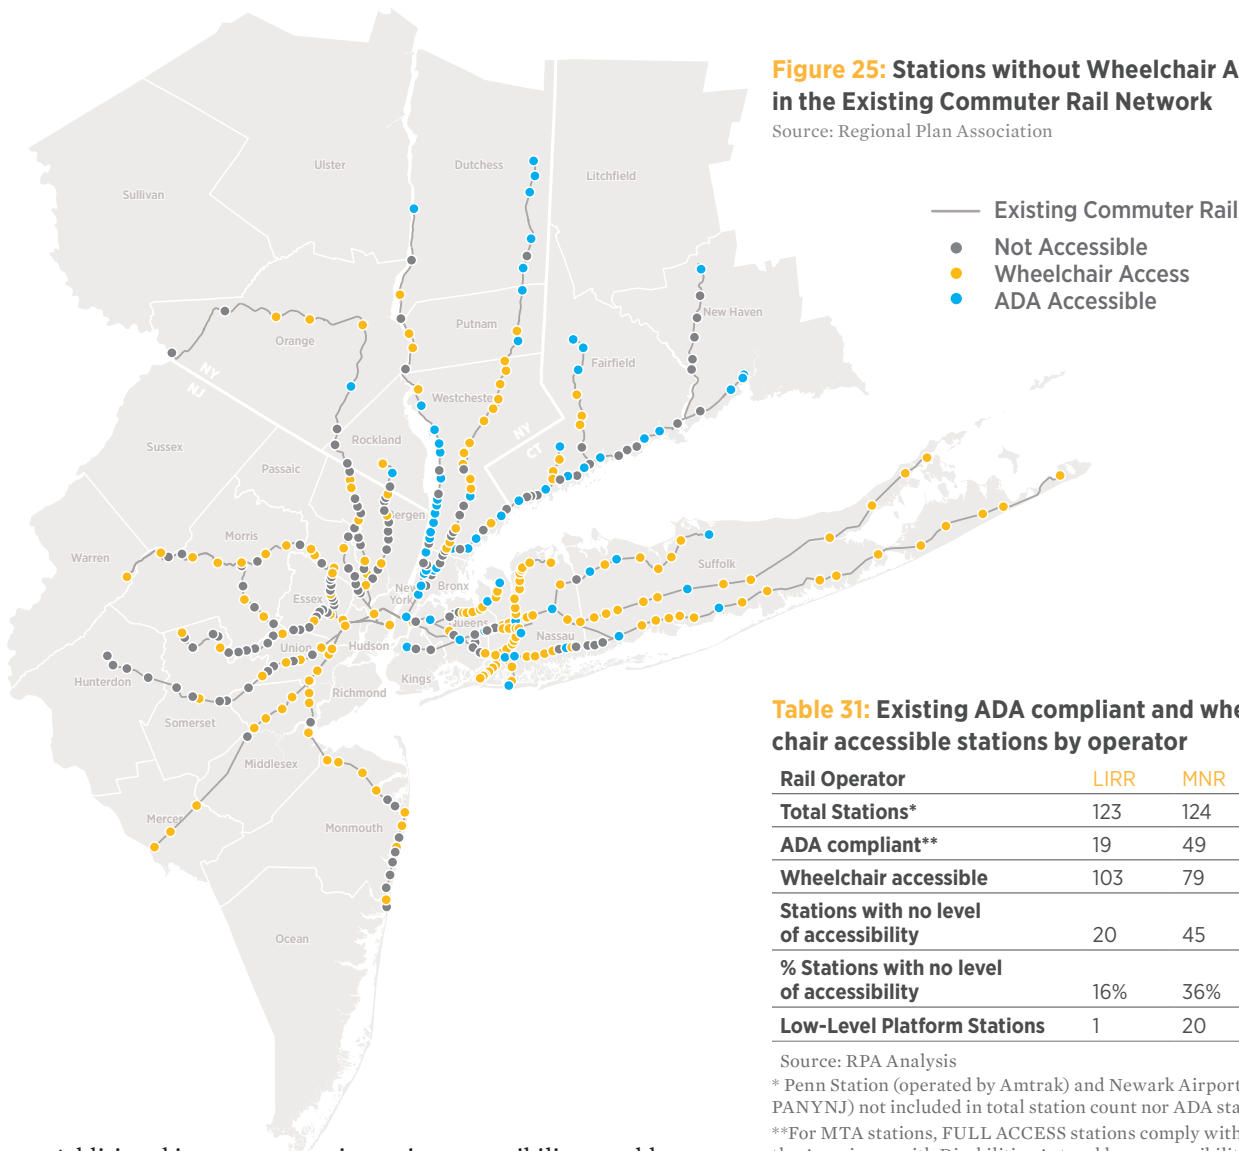 Figure 25: Stations without Wheelchair A
in the Existing Commuter Rail Network
Source: Regional Plan Association
Existing Commuter Rail
Not Accessible
Wheelchair Access
ADA Accessible
Sullivan
Ulster
Dutchess
Litchfield
Orange
Putnam
New Haven
Fairfield
NY
NJ
Westchester
NY
CT
Sussex
Rockland
Passaic
Bergen
Morris
Warren
Essex
New
York
Bronx
Suffolk
Queens
Nassau
Union
Hudson
Kings
Hunterdon
Richmond
Somerset
Middlesex
Mercer
Monmouth
Ocean
Table 31: Existing ADA compliant and whe
chair accessible stations by operator
Rail Operator LIRR MNR
Total Stations* 123 124
ADA compliant** 19 49
Wheelchair accessible 103 79
Stations with no level
of accessibility 20 45
% Stations with no level
of accessibility 16% 36%
Low-Level Platform Stations 1 20
Source: RPA Analysis
* Penn Station (operated by Amtrak) and Newark Airport
PANYNJ) not included in total station count nor ADA sta
**For MTA stations, FULL ACCESS stations comply with